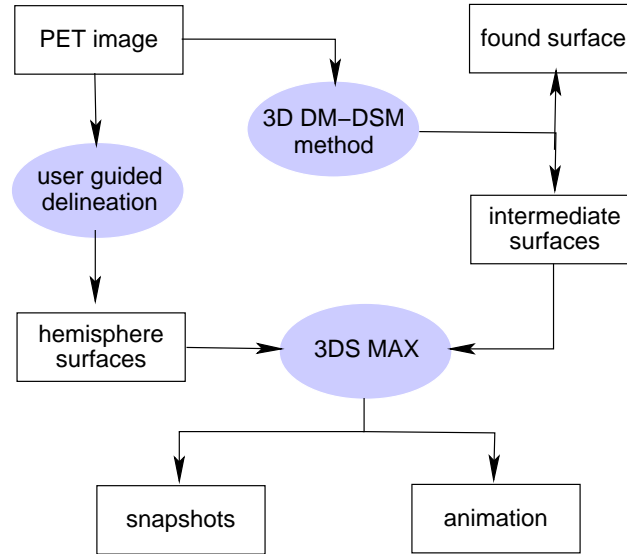 PET image
found surface
3D DM−DSM
method
user guided
delineation
intermediate
surfaces
hemisphere
surfaces
3DS MAX
snapshots
animation